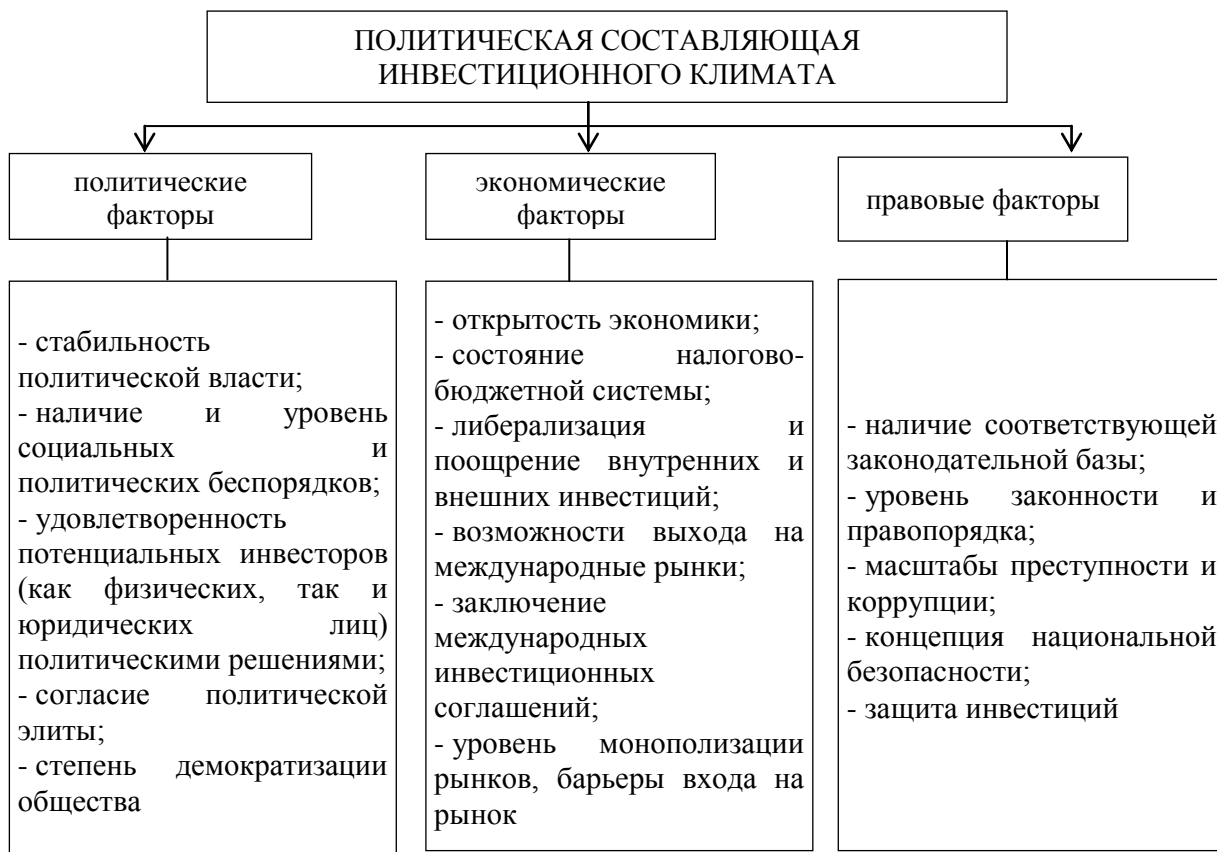 ПОЛИТИЧЕСКАЯ СОСТАВЛЯЮЩАЯ
ИНВЕСТИЦИОННОГО КЛИМАТА
политические
факторы
экономические
факторы
правовые факторы
- стабильность
политической власти;
- наличие и уровень
социальных и
политических беспорядков;
- удовлетворенность
потенциальных инвесторов
(как физических, так и
юридических лиц)
политическими решениями;
- согласие политической
элиты;
- степень демократизации
общества
- открытость экономики;
- состояние налогово-
бюджетной системы;
- либерализация и
поощрение внутренних и
внешних инвестиций;
- возможности выхода на
международные рынки;
- заключение
международных
инвестиционных
соглашений;
- уровень монополизации
рынков, барьеры входа на
рынок
- наличие соответствующей
законодательной базы;
- уровень законности и
правопорядка;
- масштабы преступности и
коррупции;
- концепция национальной
безопасности;
- защита инвестиций